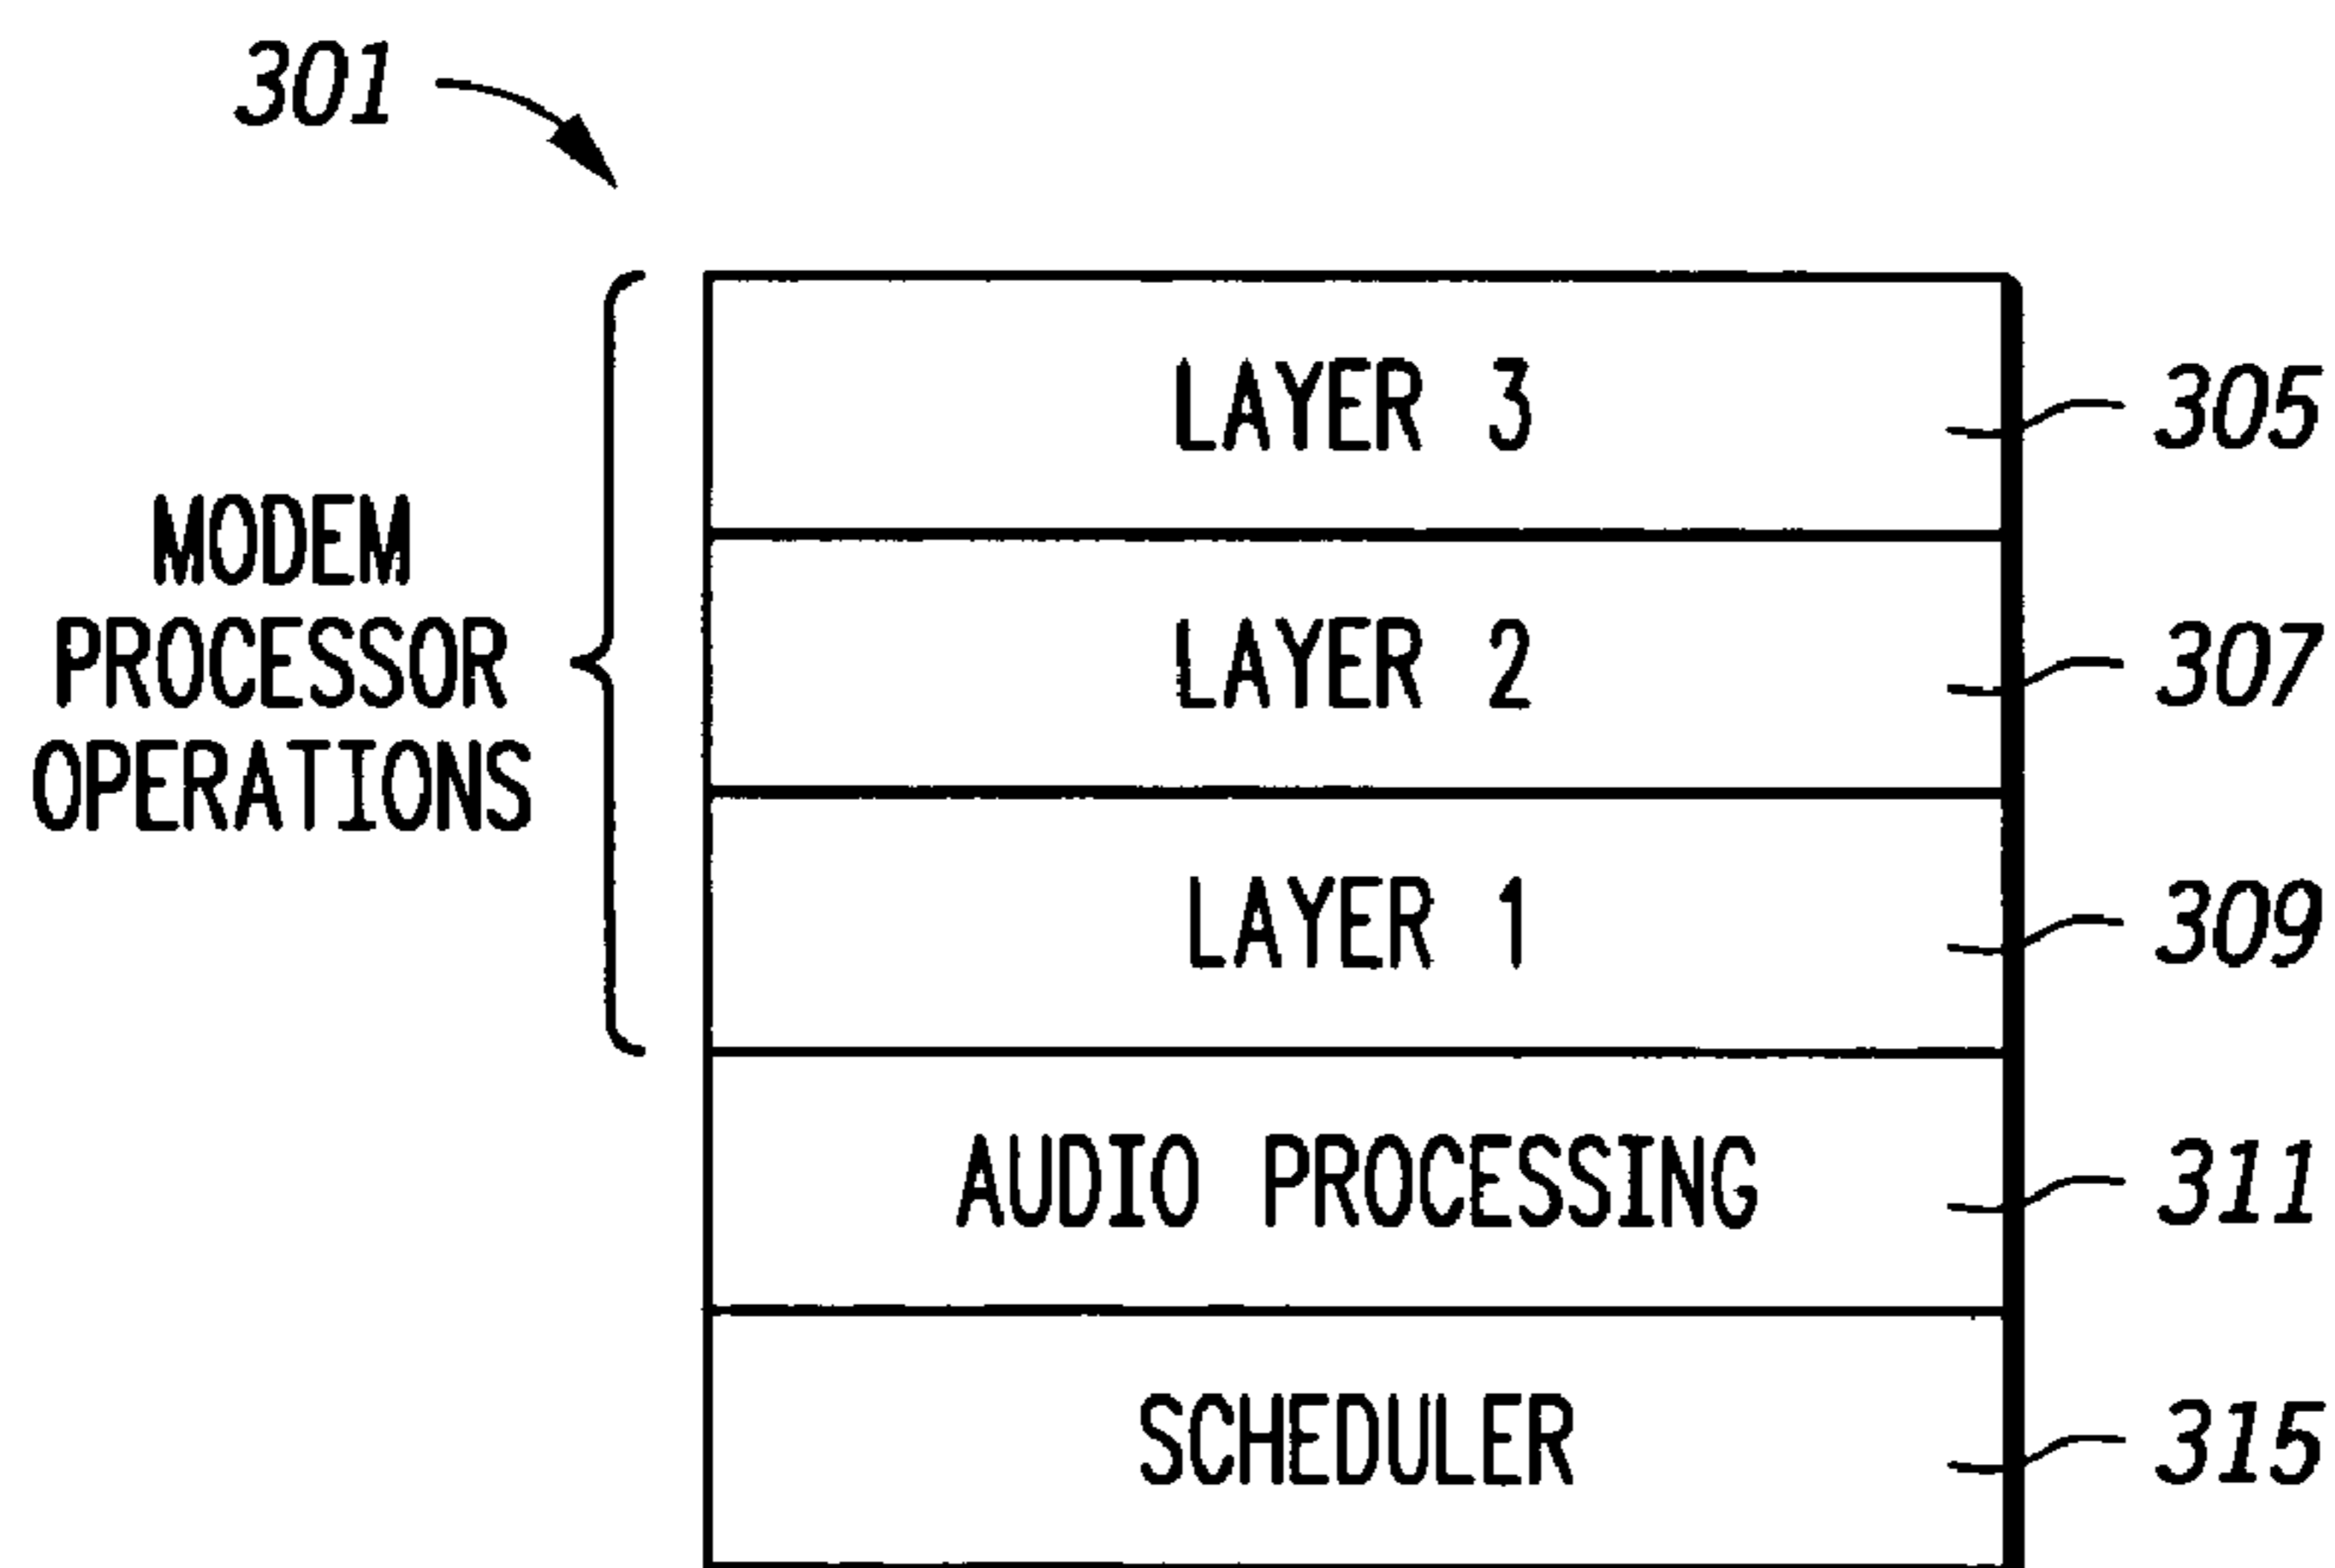 301
LAYER 3
305
MODEM
PROCESSOR
OPERATIONS
LAYER 2
307
LAYER 1
309
AUDIO PROCESSING
311
SCHEDULER
315